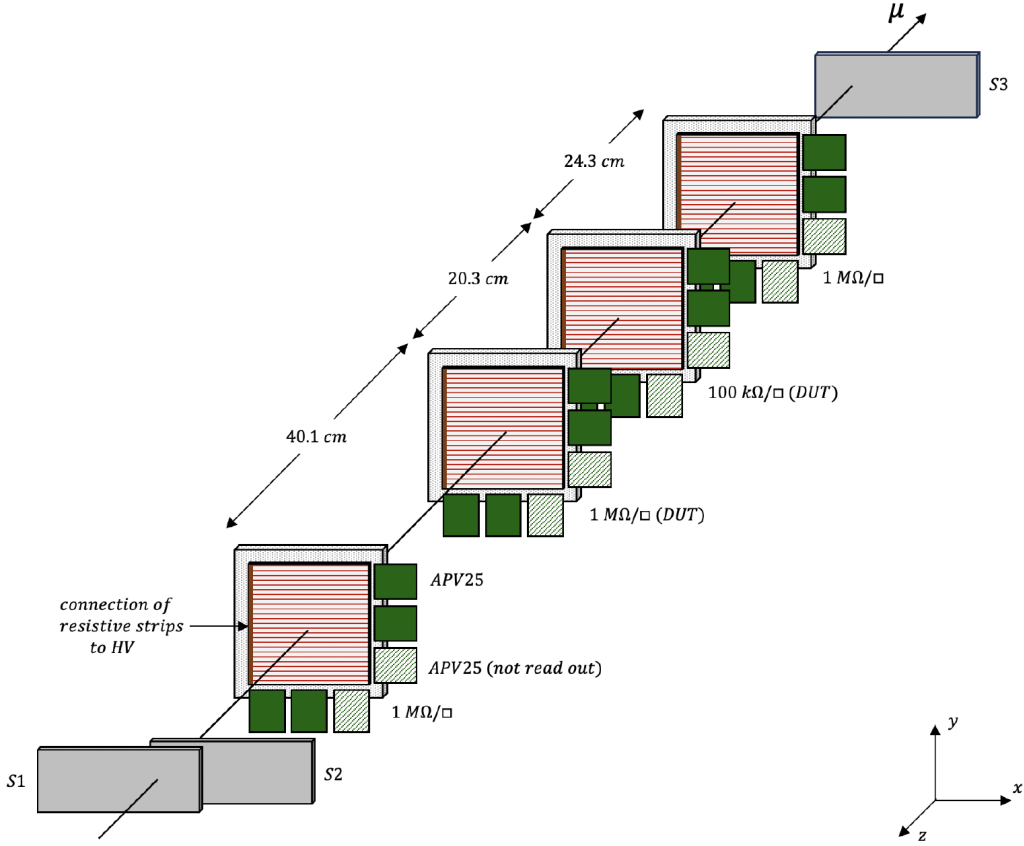 μ
S3
24.3 cm
1 MΩ/□
20.3 cm
100 kΩ/□ (DUT)
40.1 cm
1 MΩ/□ (DUT)
APV25
connection of
resistive strips
to HV
APV25 (not read out)
1 MΩ/□
S1
S2
y
x
z